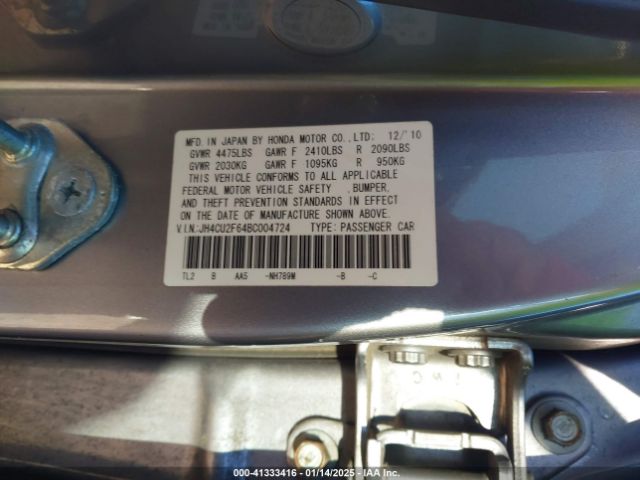 MFD. IN JAPAN BY HONDA MOTOR CO., LTD: 12/'10
GVWR 4475LBS GAWR F 2410LBS R 2090LBS
GVWR 2030KG GAWR F 1095KG R 950KG
THIS VEHICLE CONFORMS TO ALL APPLICABLE
FEDERAL MOTOR VEHICLE SAFETY ,BUMPER,
AND THEFT PREVENTION STANDARDS IN EFFECT
ON THE DATE OF MANUFACTURE SHOWN ABOVE.
V I.N:JH4CU2F64BC004724 TYPE: PASSENGER CAR
TL2 B AA5 -NH789M -B -C
TWC
000-41333416 - 01/14/2025 - IAA Inc.